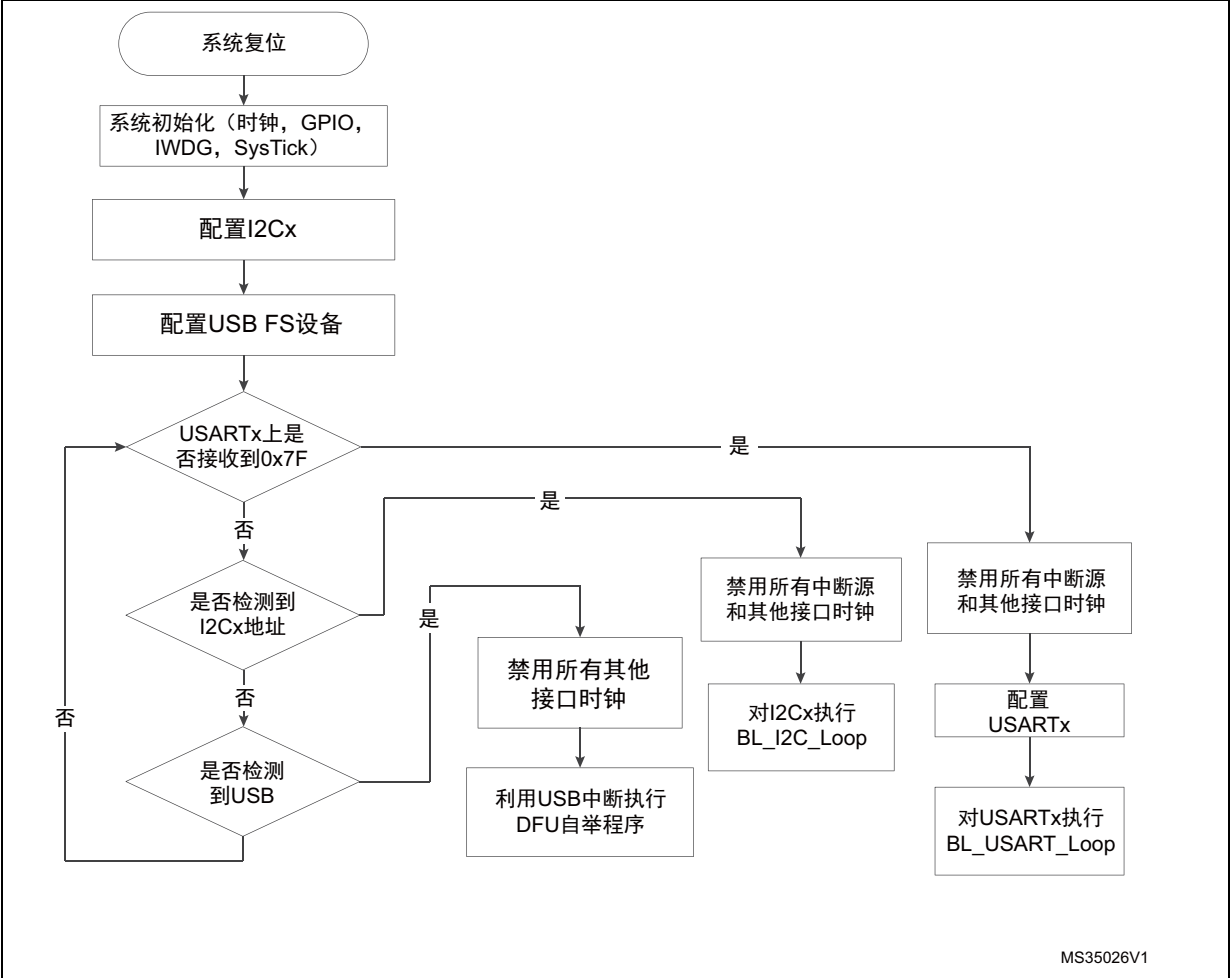 系统复位
系统初始化（时钟，GPIO，
IWDG，SysTick）
配置I2Cx
配置USB FS设备
USARTx上是
否接收到0x7F
是
否
是
是否检测到
I2Cx地址
是
否
否
是否检测
到USB
禁用所有其他
接口时钟
利用USB中断执行
DFU自举程序
禁用所有中断源
和其他接口时钟
对I2Cx执行
BL_I2C_Loop
禁用所有中断源
和其他接口时钟
配置
USARTx
对USARTx执行
BL_USART_Loop
MS35026V1